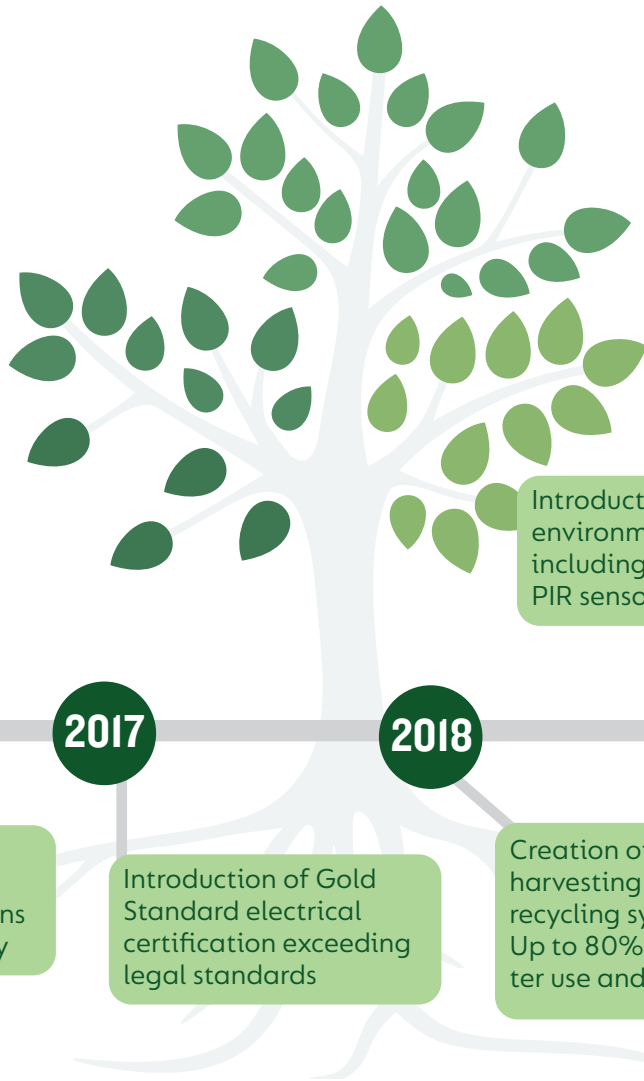 Introduct
environm
including
PIR senso
2017
2018
ns
y
Introduction of Gold
Standard electrical
certification exceeding
legal standards
Creation of
harvesting
recycling sy
Up to 80%
ter use and